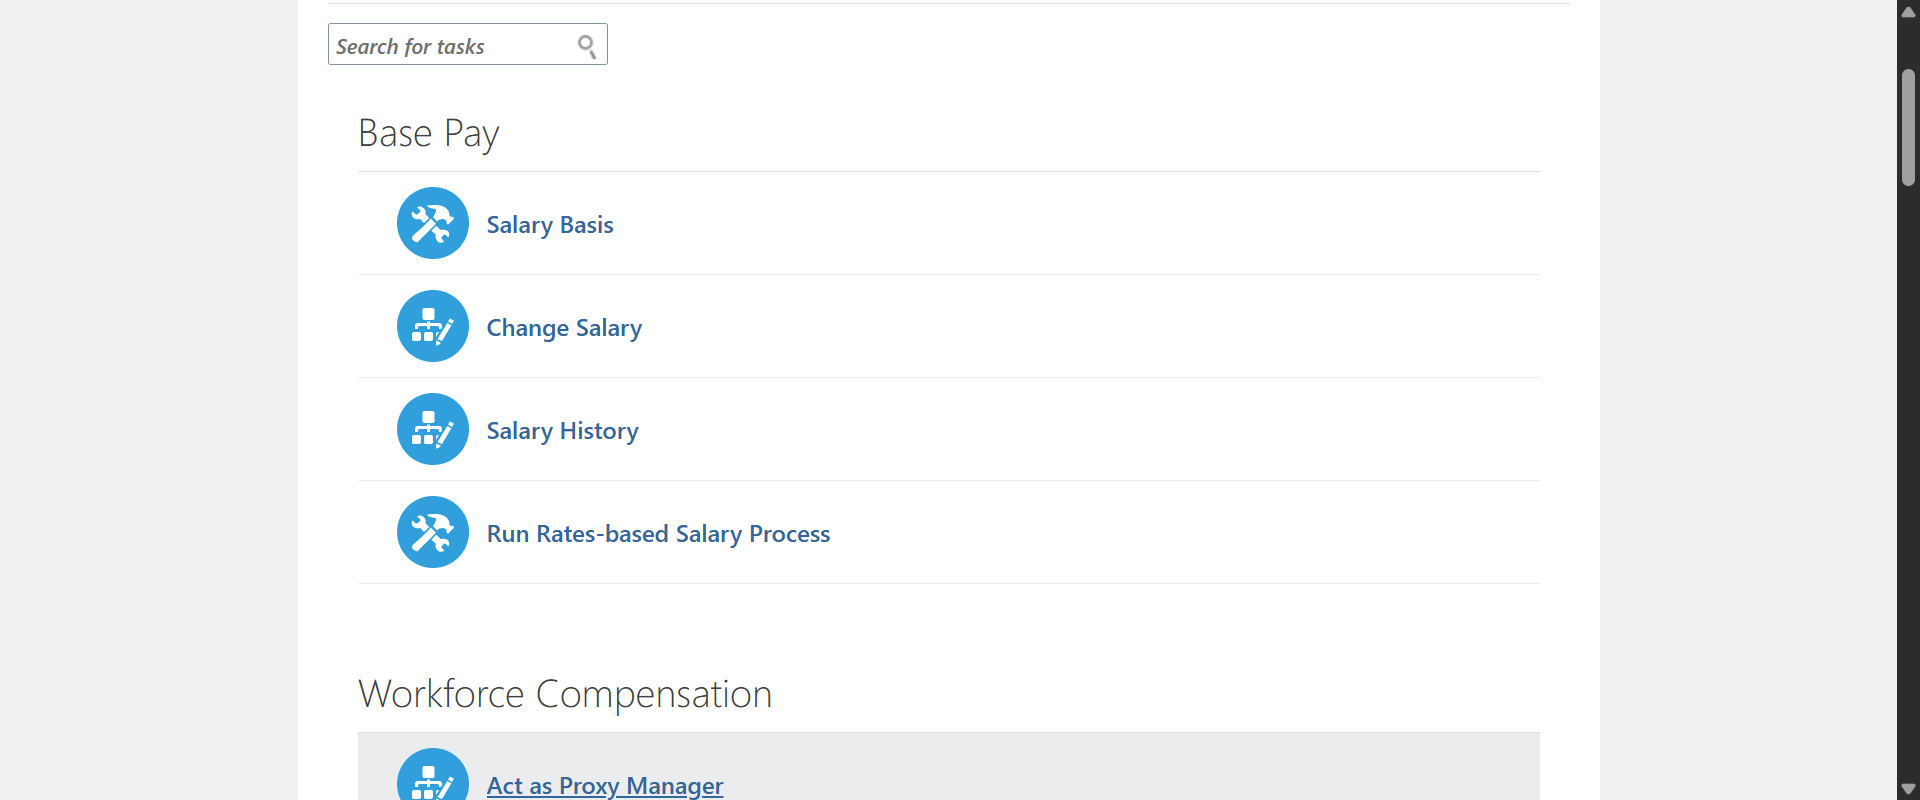 Search for tasks
Base Pay
Salary Basis
Change Salary
Salary History
Run Rates-based Salary Process
Workforce Compensation
Act as Proxy Manager